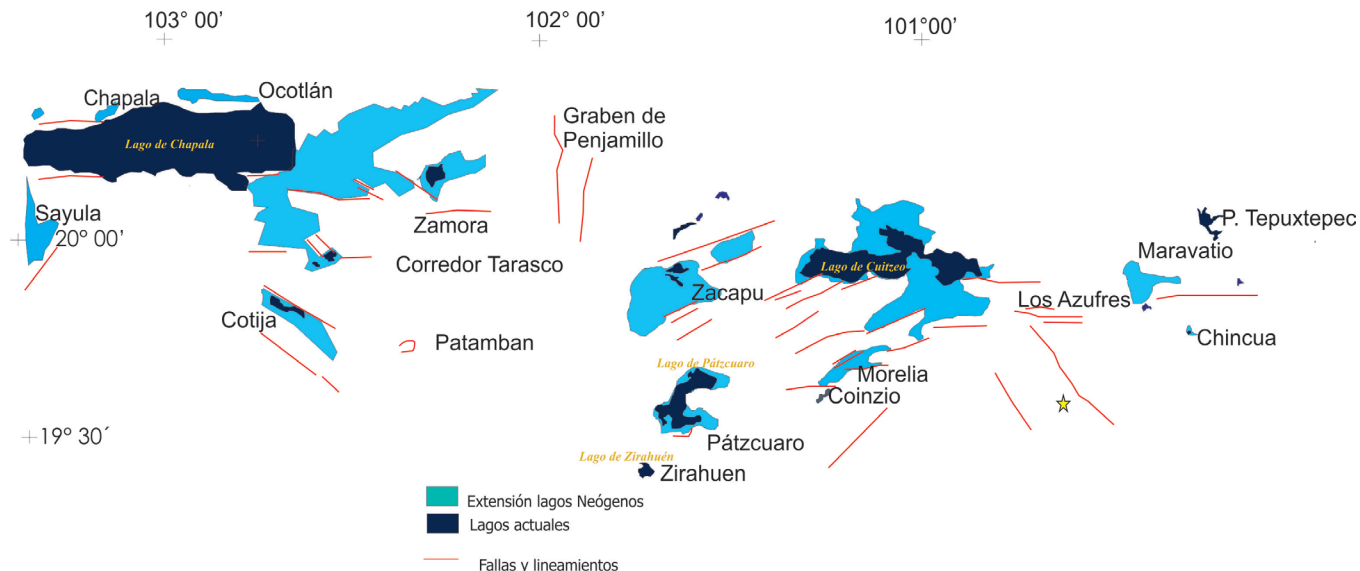 103° 00'
102° 00'
101°00'
Chapala
Ocotlán
Graben de
Penjamillo
Lago de Chapala
Sayula
20° 00'
Zamora
P. Tepuxtepec
Maravatio
Corredor Tarasco
Lago de Cuitzeo
Zacapu
Los Azufres
Cotija
Patamban
Chincua
Lago de Pátzcuaro
Morelia
Coinzio
19° 30´
Pátzcuaro
Lago de Zirahuén
Zirahuen
Extensión lagos Neógenos
Lagos actuales
Fallas y lineamientos